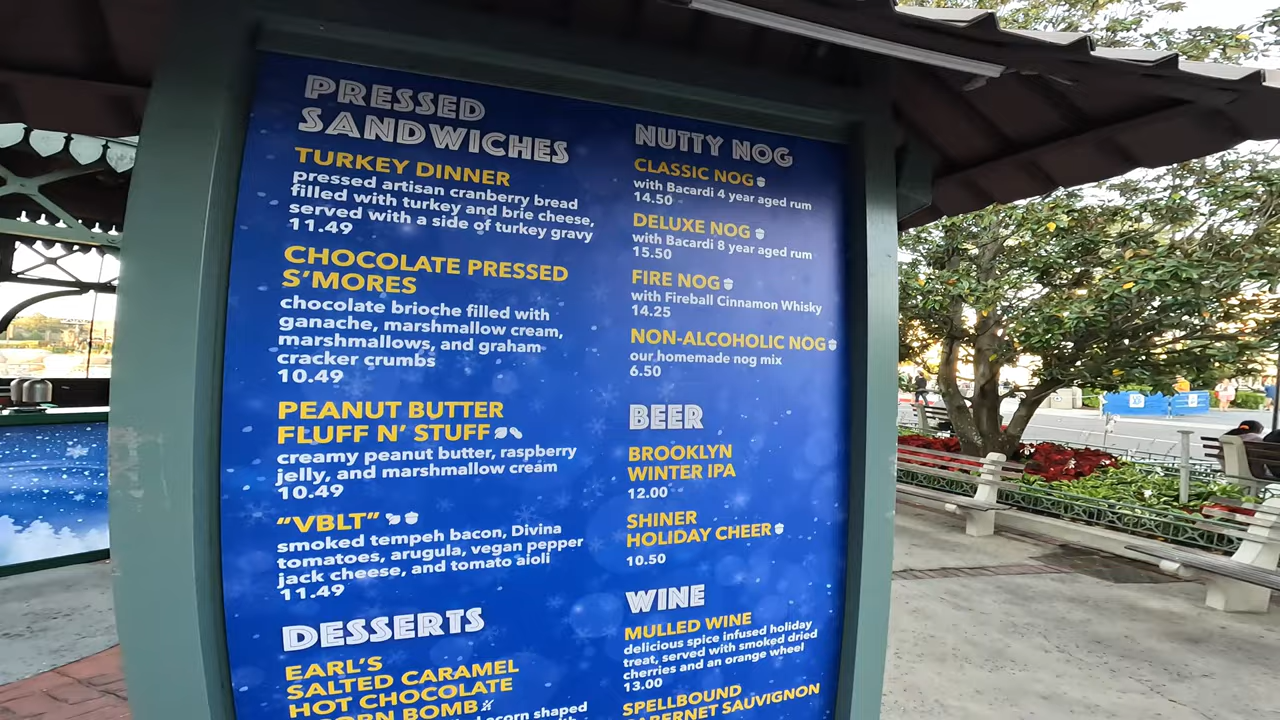 PRESSED
SANDWICHES
TURKEY DINNER
pressed artisan cranberry bread
filled with turkey and brie cheese,
served with a side of turkey gravy
11.49
CHOCOLATE PRESSED
S'MORES
chocolate brioche filled with
ganache, marshmallow cream,
marshmallows, and graham
cracker crumbs
10.49
PEANUT BUTTER
FLUFF N' STUFF
creamy peanut butter, raspberry
jelly, and marshmallow cream
10.49
"VBLT"
smoked tempeh bacon, Divina
tomatoes, arugula, vegan pepper
jack cheese, and tomato aioli
11.49
DESSERTS
EARL'S
SALTED CARAMEL
HOT CHOCOLATE
ACORN BOMB
acorn shaped
NUTTY NOG
CLASSIC NOG
with Bacardi 4 year aged rum
14.50
DELUXE NOG
with Bacardi 8 year aged rum
15.50
FIRE NOG
with Fireball Cinnamon Whisky
14.25
NON-ALCOHOLIC NOG
our homemade nog mix
6.50
BEER
BROOKLYN
WINTER IPA
12.00
SHINER
HOLIDAY CHEER
10.50
WINE
MULLED WINE
delicious spice infused holiday
treat, served with smoked dried
cherries and an orange wheel
13.00
SPELLBOUND
CABERNET SAUVIGNON